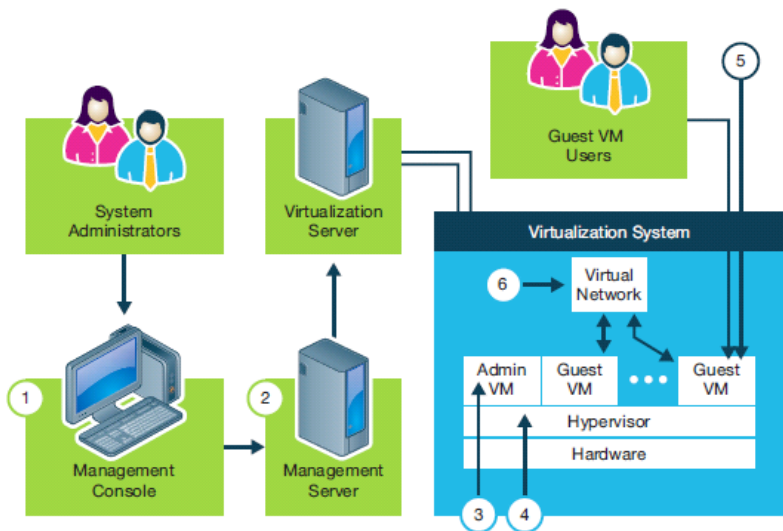 System
Administrators
Virtualization
Server
Guest VM
Users
5
Virtualization System
6
Virtual
Network
1
Management
Console
2
Management
Server
Admin
VM
Guest
VM
Guest
VM
Hypervisor
Hardware
3
4